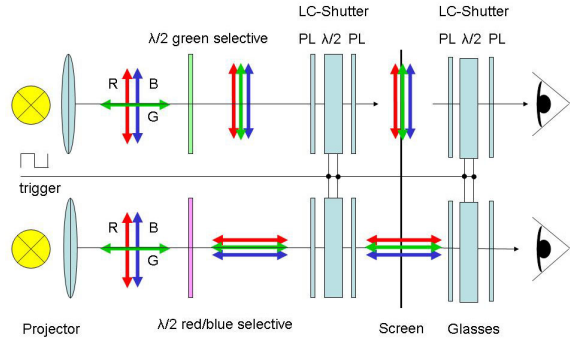 LC-Shutter
LC-Shutter
λ/2 green selective
PL λ/2 PL
PL λ/2 PL
R
B
G
trigger
R
B
G
Projector
λ/2 red/blue selective
Screen
Glasses